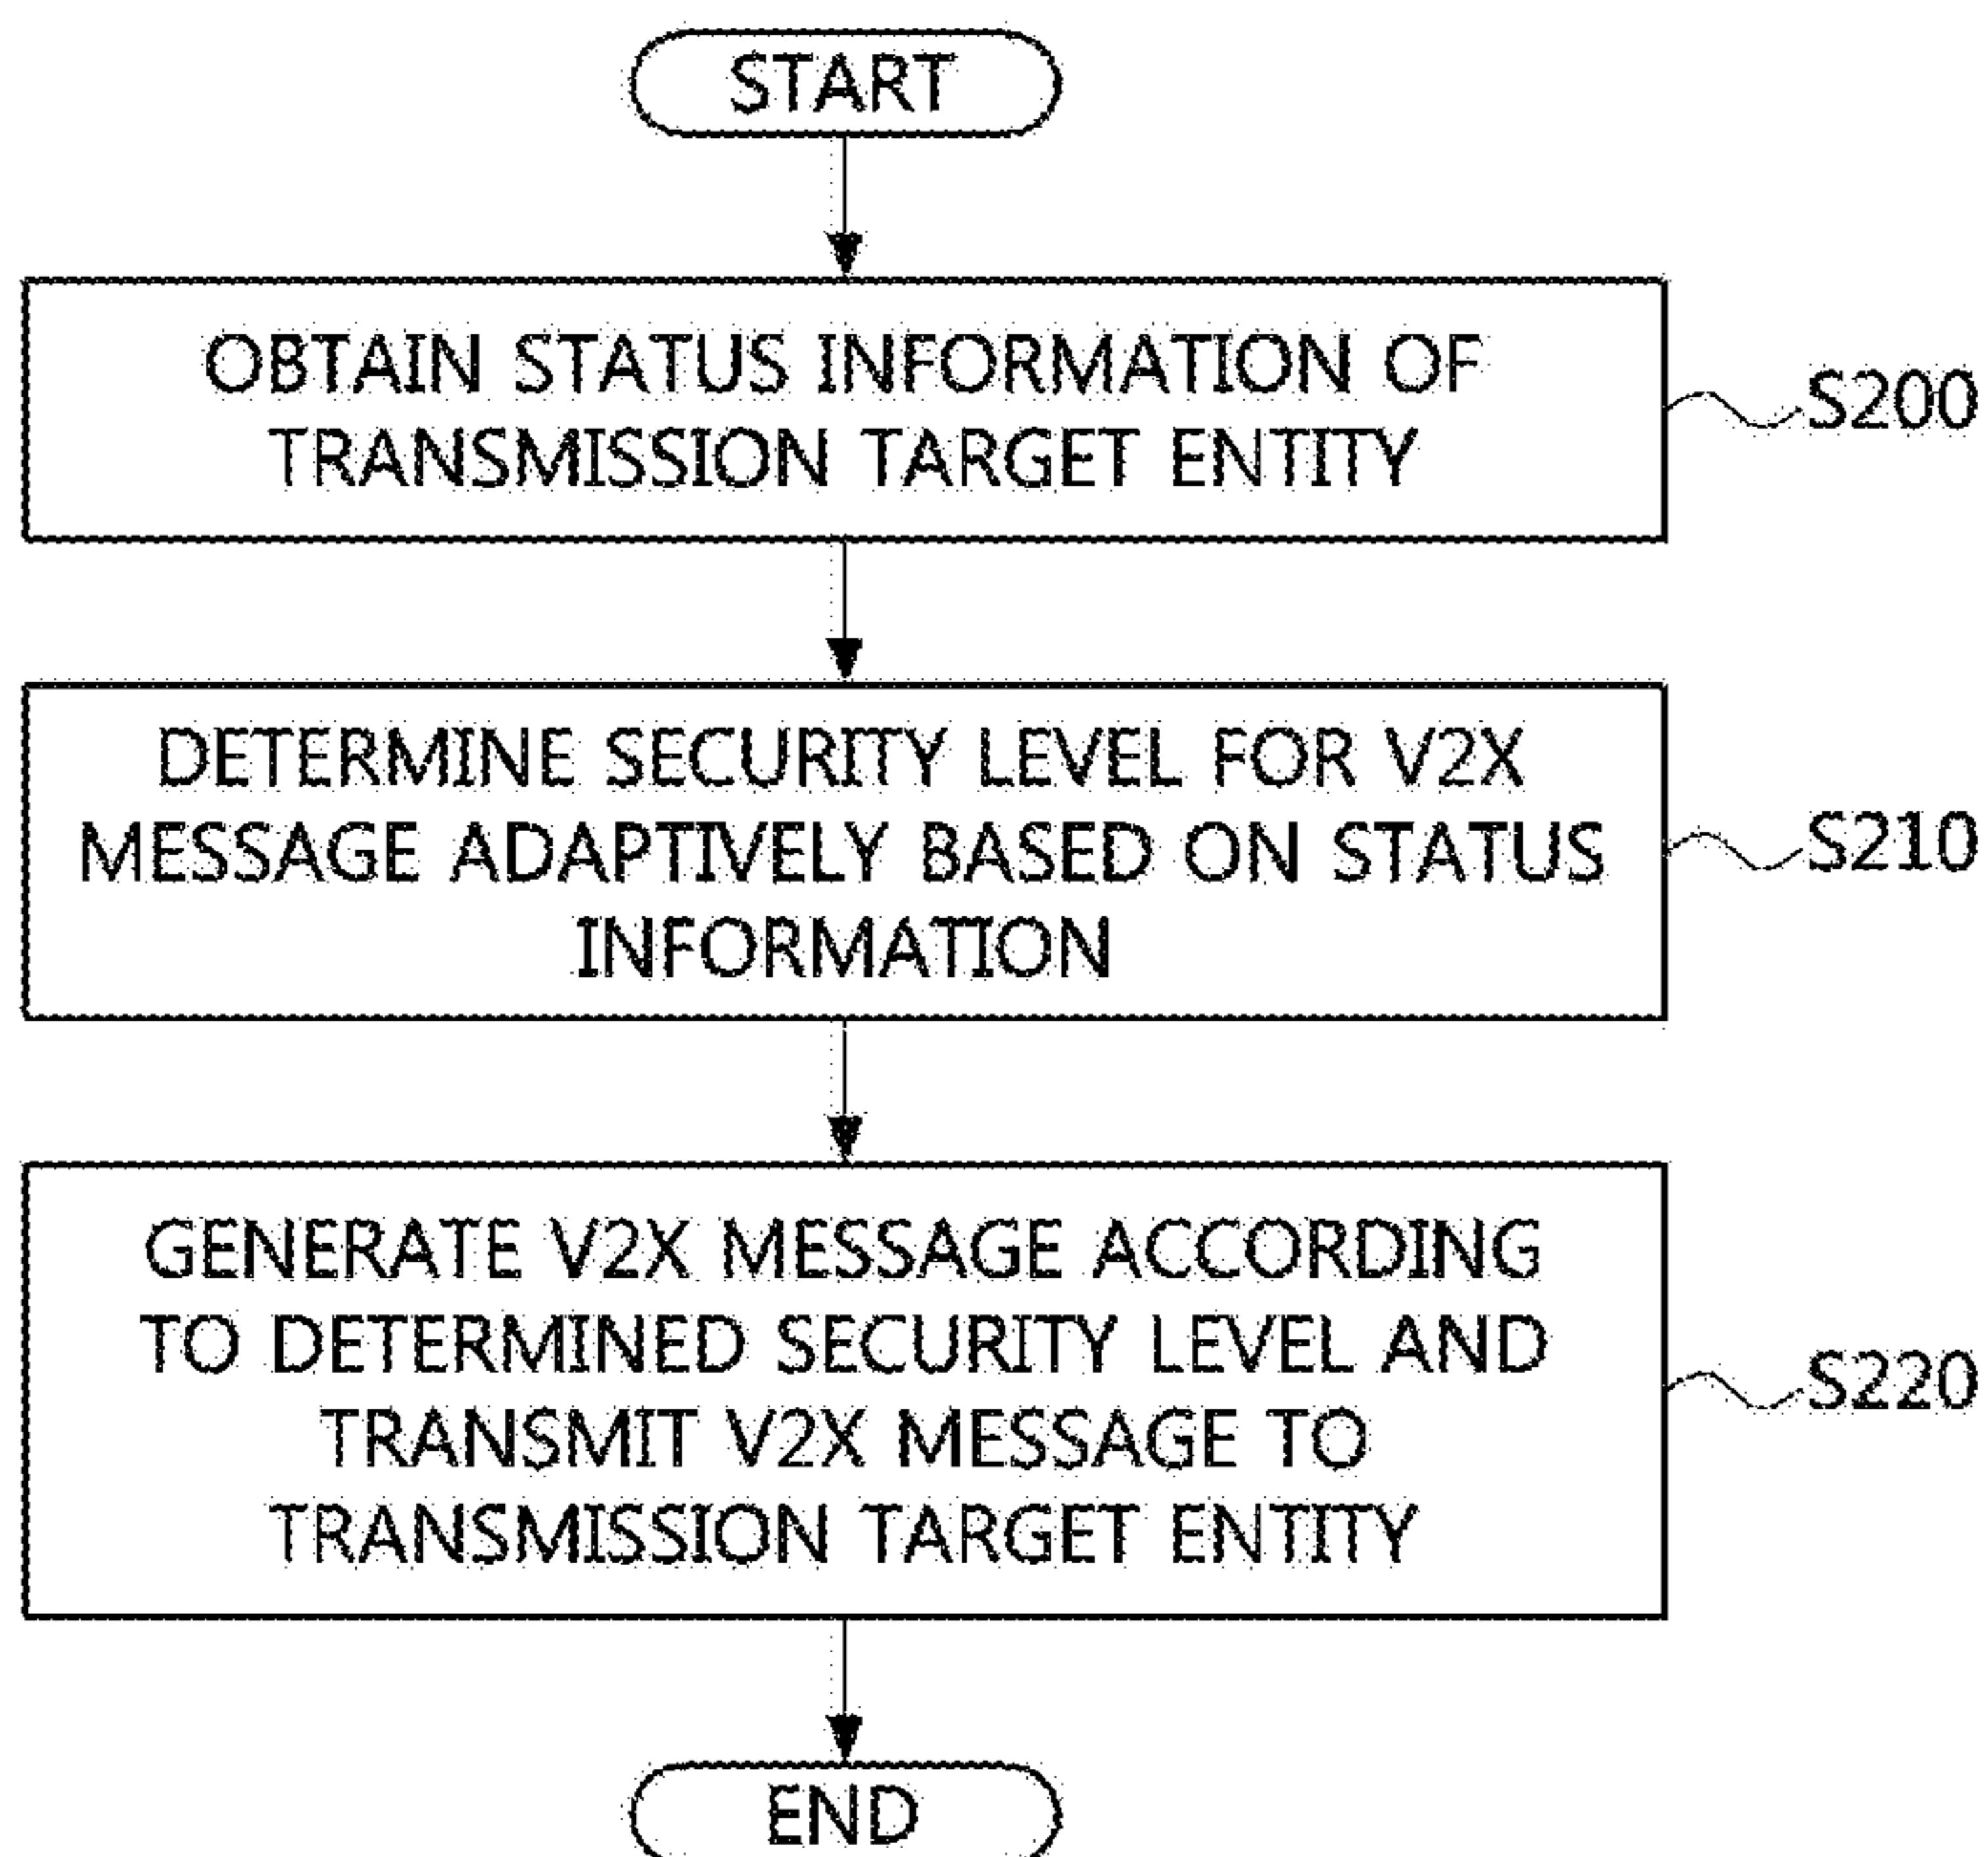 START
OBTAIN STATUS INFORMATION OF
TRANSMISSION TARGET ENTITY
S200
DETERMINE SECURITY LEVEL FOR V2X
MESSAGE ADAPTIVELY BASED ON STATUS
INFORMATION
S210
GENERATE V2X MESSAGE ACCORDING
TO DETERMINED SECURITY LEVEL AND
TRANSMIT V2X MESSAGE TO
TRANSMISSION TARGET ENTITY
S220
END